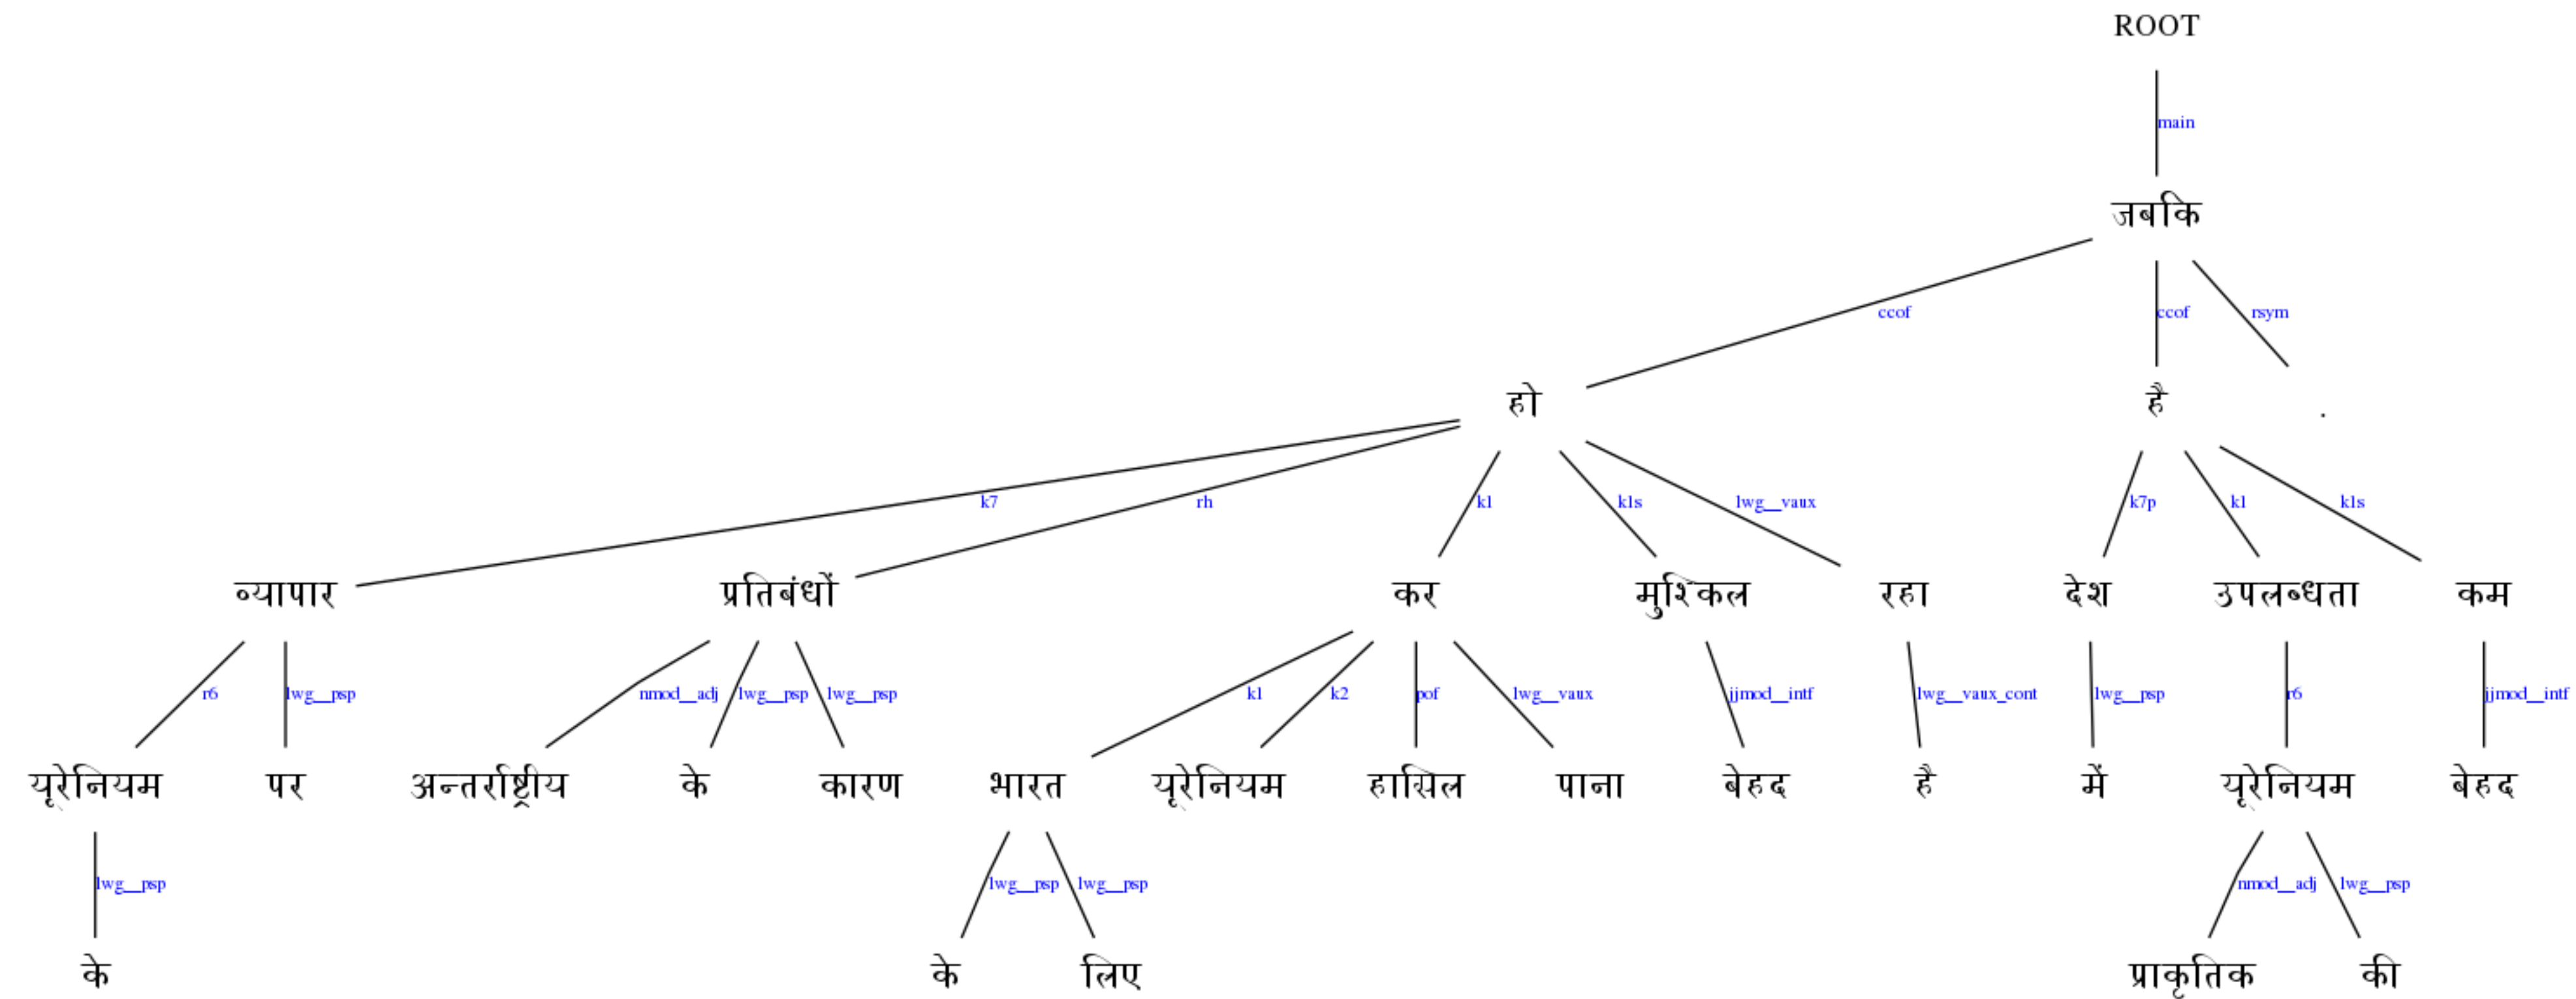 ROOT
main
जबकि
ccof ccof rsym
हो है .
k7 rh k1 k1s lwg__vaux k7p k1 k1s
व्यापार प्रतिबंधों कर मुश्किल रहा देश उपलब्धता कम
r6 lwg__psp nmod__adj lwg__psp lwg__psp k1 k2 pof lwg__vaux jjmod__intf lwg__vaux_cont lwg__psp r6 jjmod__intf
यूरेनियम पर अन्तर्राष्ट्रीय के कारण भारत यूरेनियम हासिल पाना बेहद है में यूरेनियम बेहद
lwg__psp lwg__psp lwg__psp nmod__adj lwg__psp
के के लिए प्राकृतिक की